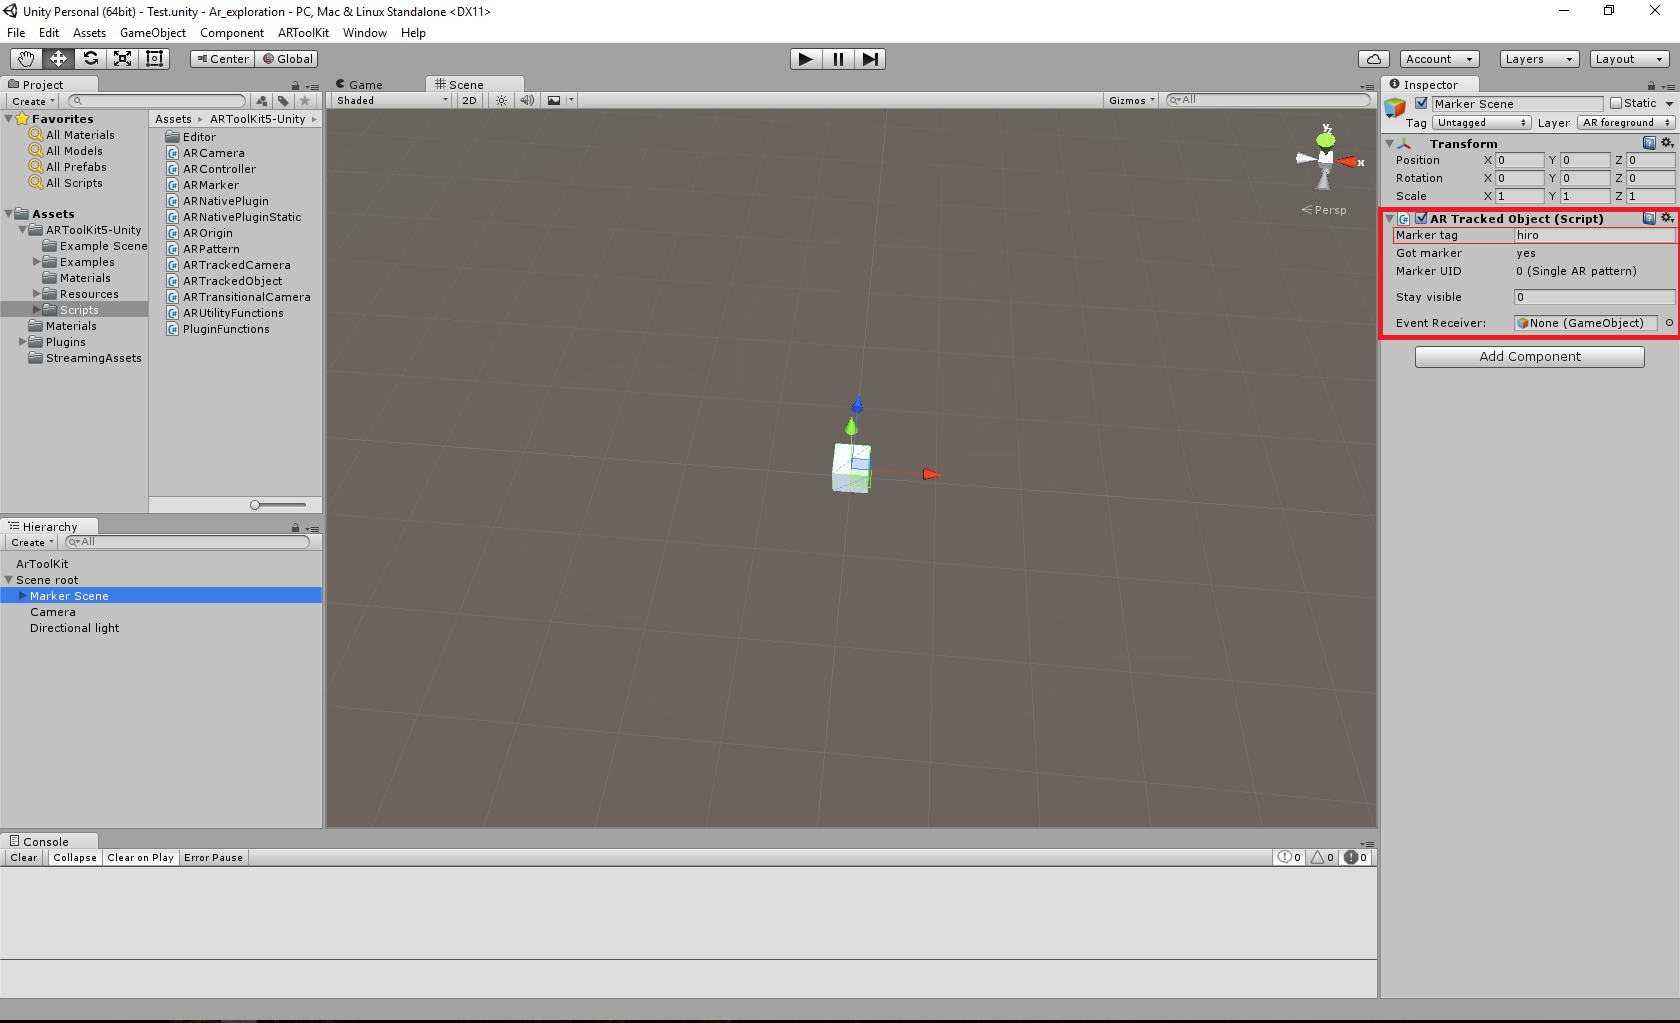 Unity Personal (64bit) - Test.unity - Ar_exploration - PC, Mac & Linux Standalone <DX11>
File Edit Assets GameObject Component ARToolKit Window Help
Center Global
Account Layers Layout
Project
Create
Favorites
All Materials
All Models
All Prefabs
All Scripts
Assets
ARToolKit5-Unity
Example Scene
Examples
Materials
Resources
Scripts
Materials
Plugins
StreamingAssets
Assets ARToolKit5-Unity
Editor
ARCamera
ARController
ARMarker
ARNativePlugin
ARNativePluginStatic
AROrigin
ARPattern
ARTrackedCamera
ARTrackedObject
ARTransitionalCamera
ARUtilityFunctions
PluginFunctions
Hierarchy
Create All
ArToolKit
Scene root
Marker Scene
Camera
Directional light
Game Scene
Shaded 2D Gizmos All
y
z
x
Persp
Inspector
Marker Scene Static
Tag Untagged Layer AR foreground
Transform
Position X 0 Y 0 Z 0
Rotation X 0 Y 0 Z 0
Scale X 1 Y 1 Z 1
AR Tracked Object (Script)
Marker tag hiro
Got marker yes
Marker UID 0 (Single AR pattern)
Stay visible 0
Event Receiver: None (GameObject)
Add Component
Console
Clear Collapse Clear on Play Error Pause 0 0 0